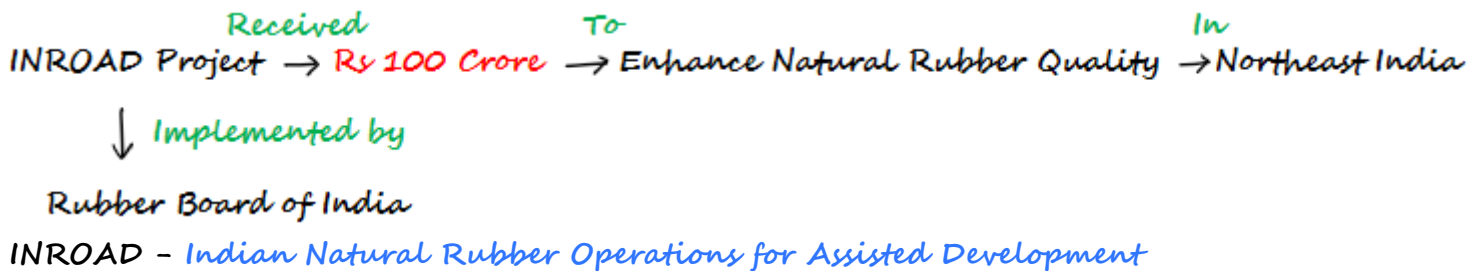 Received To In
INROAD Project → Rs 100 Crore → Enhance Natural Rubber Quality → Northeast India
↓ Implemented by
Rubber Board of India
INROAD - Indian Natural Rubber Operations for Assisted Development